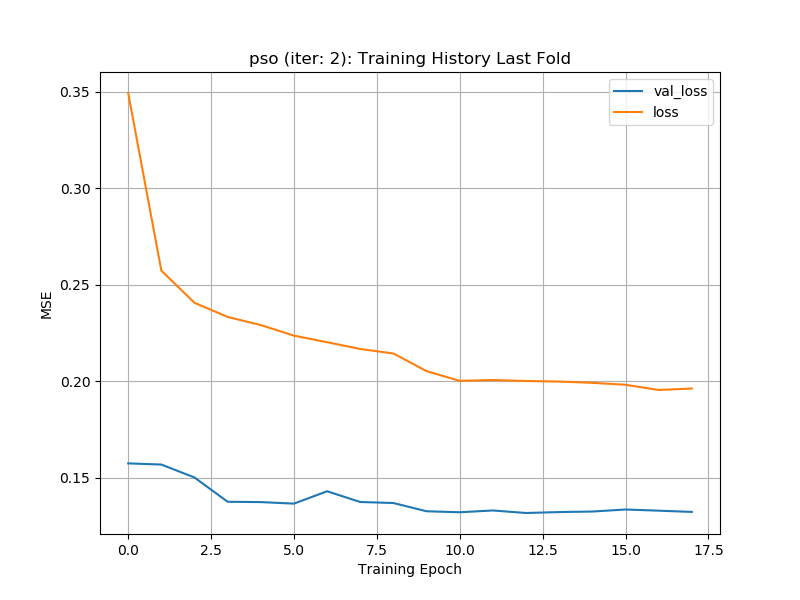 pso (iter: 2): Training History Last Fold
val_loss
loss
MSE
0.35
0.30
0.25
0.20
0.15
0.0 2.5 5.0 7.5 10.0 12.5 15.0 17.5
Training Epoch